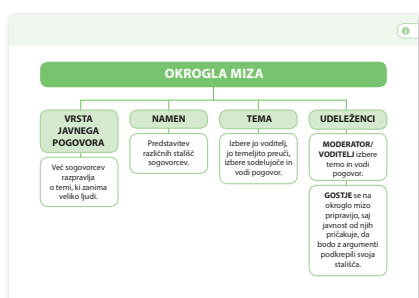 OKROGLA MIZA
VRSTA
JAVNEGA
POGOVORA
Več sogovorcev
razpravlja
o temi, ki zanima
veliko ljudi.
NAMEN
Predstavitev
različnih stališč
sogovorcev.
TEMA
Izbere jo voditelj,
jo temeljito preuči,
izbere sodelujoče in
vodi pogovor.
UDELEŽENCI
MODERATOR/
VODITELJ izbere
temo in vodi
pogovor.
GOSTJE se na
okroglo mizo
pripravijo, saj
javnost od njih
pričakuje, da
bodo z argumenti
podkrepili svoja
stališča.